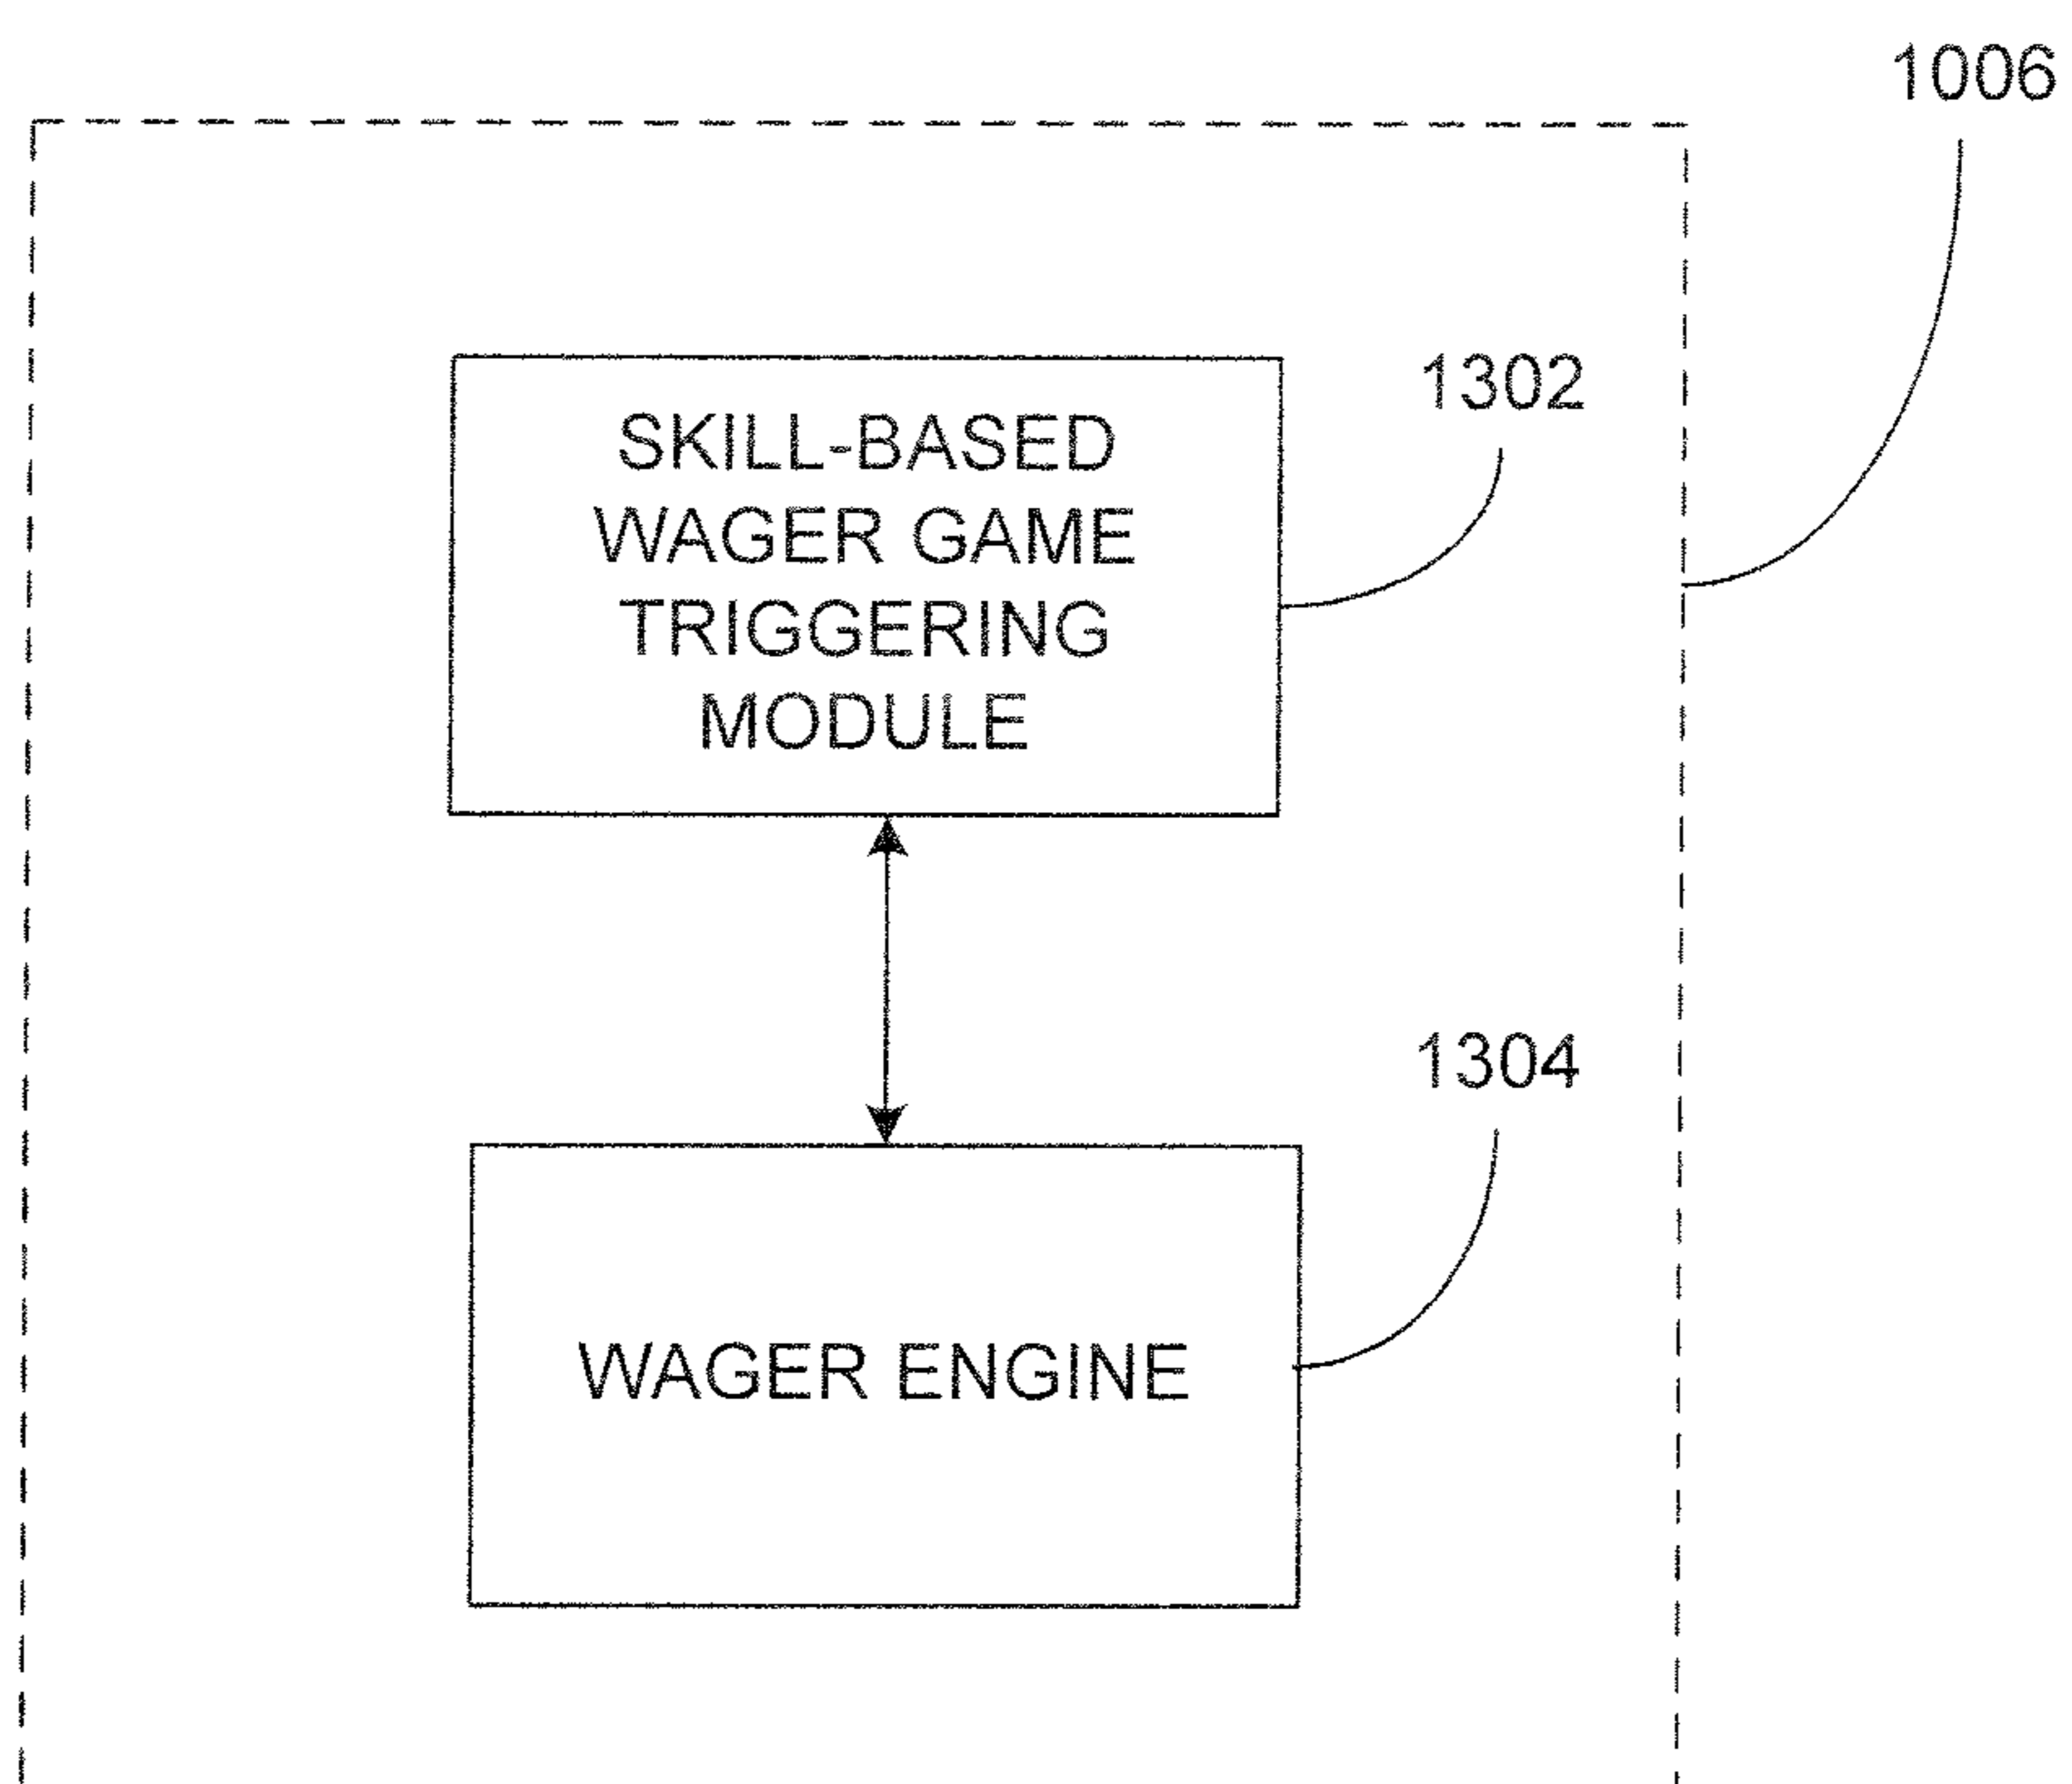 1006
1302
SKILL-BASED
WAGER GAME
TRIGGERING
MODULE
1304
WAGER ENGINE